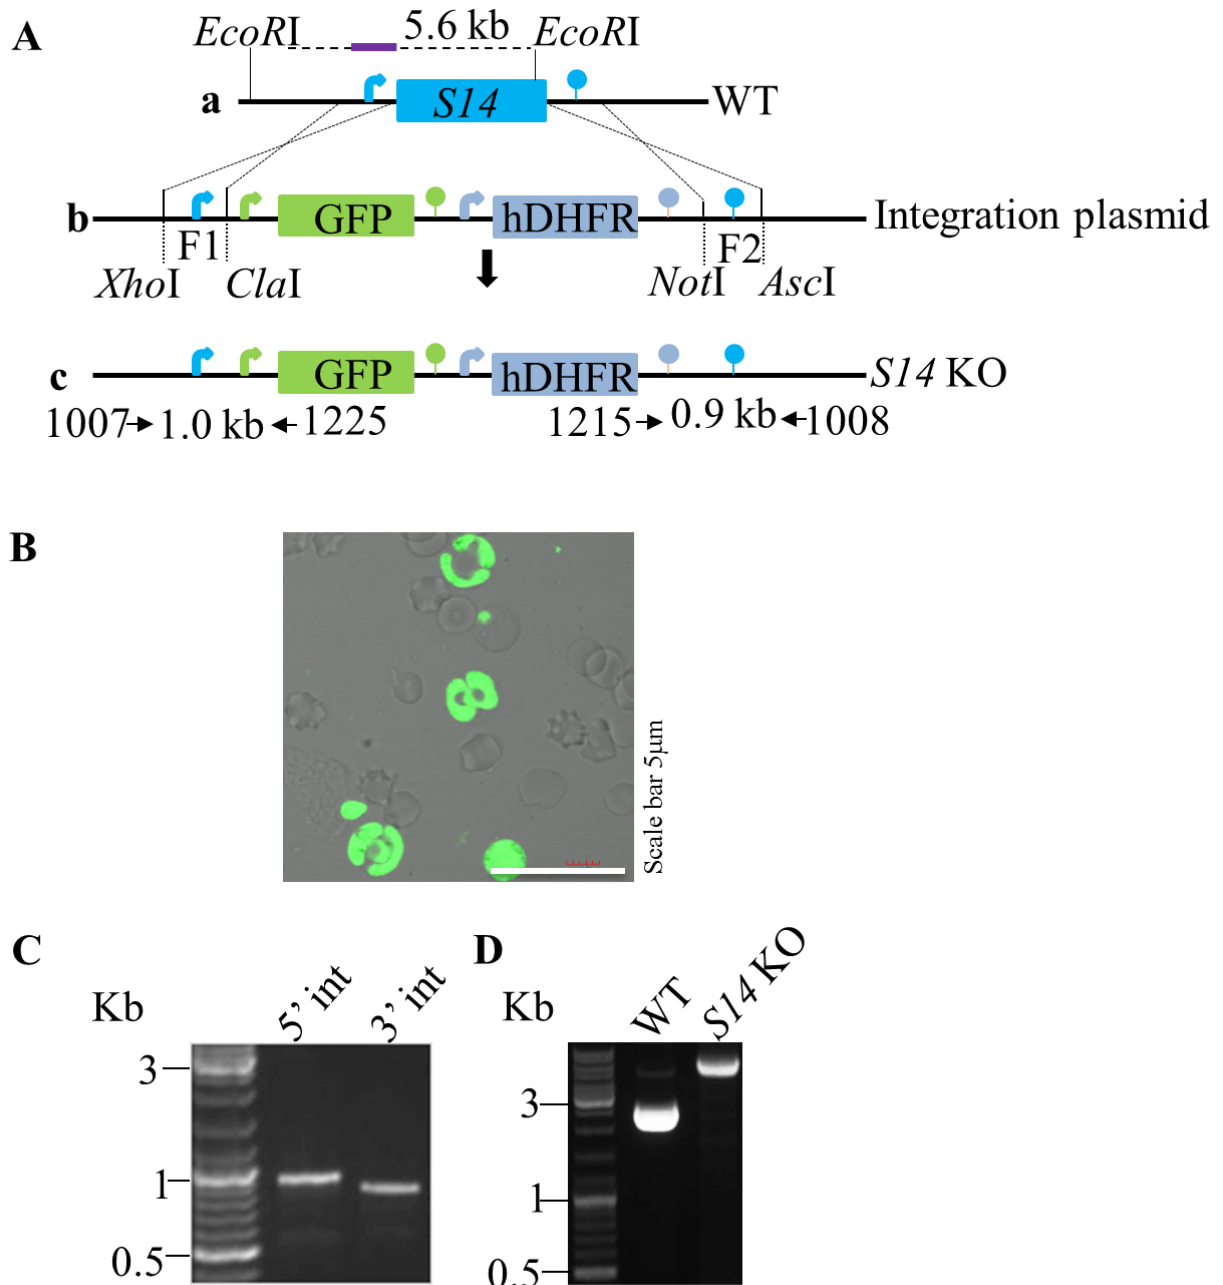 A
EcoRI 5.6 kb EcoRI
a S14 WT
b GFP hDHFR Integration plasmid
F1 F2
XhoI ClaI NotI AscI
c GFP hDHFR S14 KO
1007 1.0 kb 1225 1215 0.9 kb 1008
B
Scale bar 5μm
C
Kb 5’ int 3’ int
3
1
0.5
D
Kb WT S14 KO
3
1
0.5